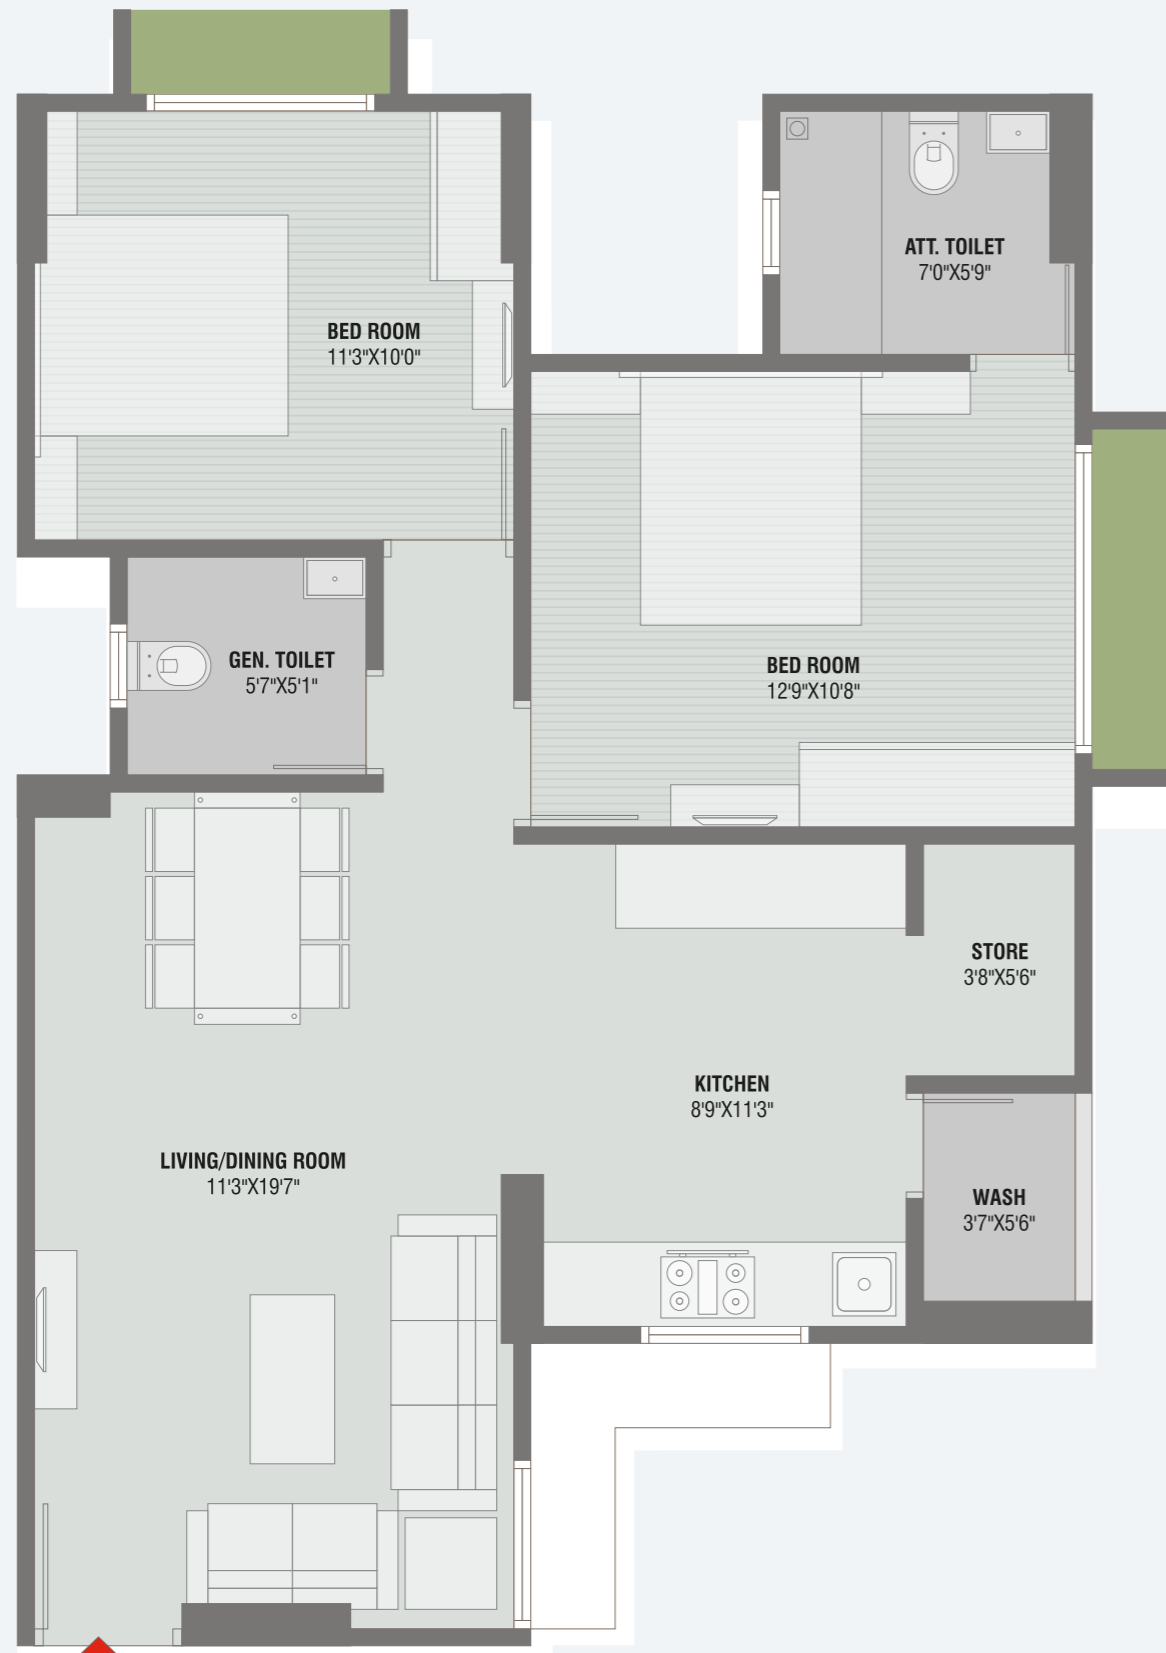 ATT. TOILET
7'0"X5'9"
BED ROOM
11'3"X10'0"
GEN. TOILET
5'7"X5'1"
BED ROOM
12'9"X10'8"
STORE
3'8"X5'6"
KITCHEN
8'9"X11'3"
LIVING/DINING ROOM
11'3"X19'7"
WASH
3'7"X5'6"